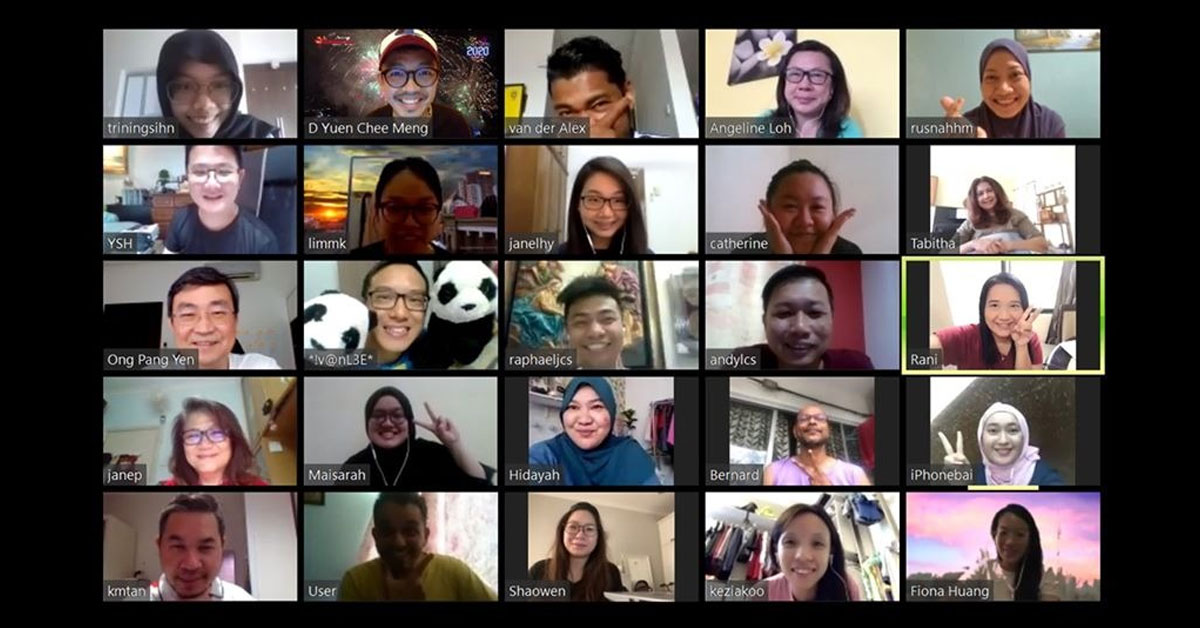 2020
triningsihn
D Yuen Chee Meng
van der Alex
Angeline Loh
rusnahhm
YSH
limmk
janelhy
catherine
Tabitha
Ong Pang Yen
*!v@nL3E*
raphaeljcs
andylcs
Rani
janep
Maisarah
Hidayah
Bernard
iPhonebai
kmtan
User
Shaowen
keziakoo
Fiona Huang